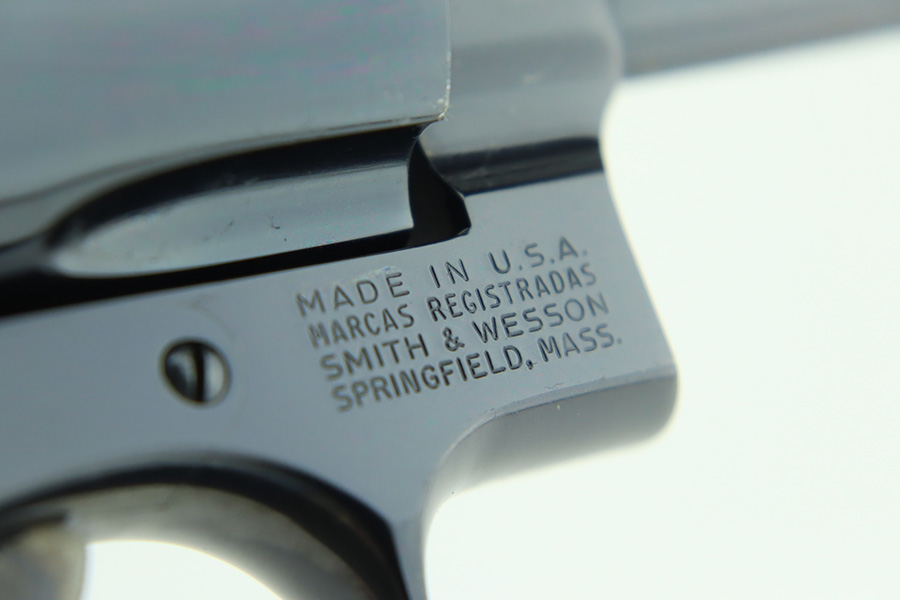 MADE IN U.S.A.
MARCAS REGISTRADAS
SMITH & WESSON
SPRINGFIELD, MASS.